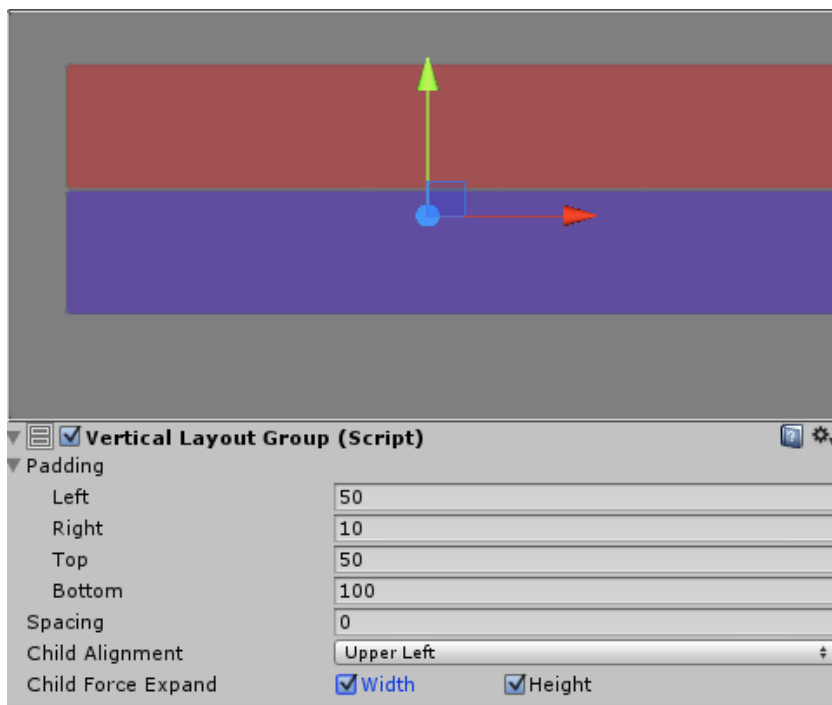 Vertical Layout Group (Script)
Padding
Left 50
Right 10
Top 50
Bottom 100
Spacing 0
Child Alignment Upper Left
Child Force Expand Width Height